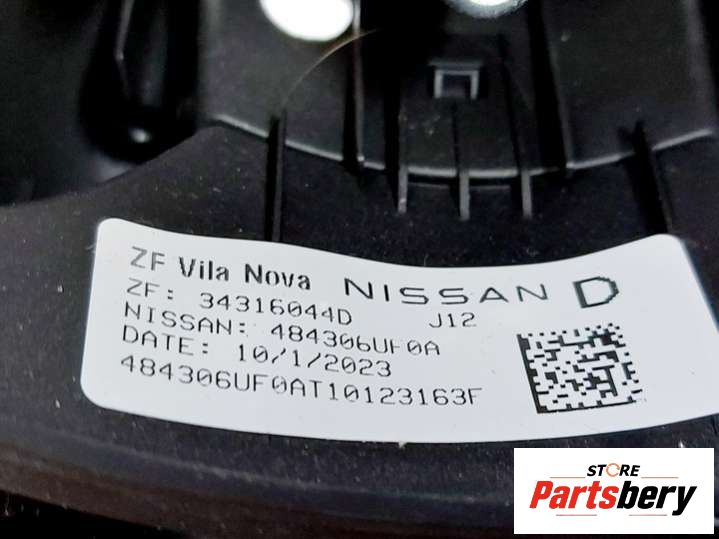 ZF Vila Nova NISSAN D
ZF: 34316044D J12
NISSAN: 484306UF0A
DATE: 10/1/2023
484306UF0AT10123163F
STORE
Partsbery